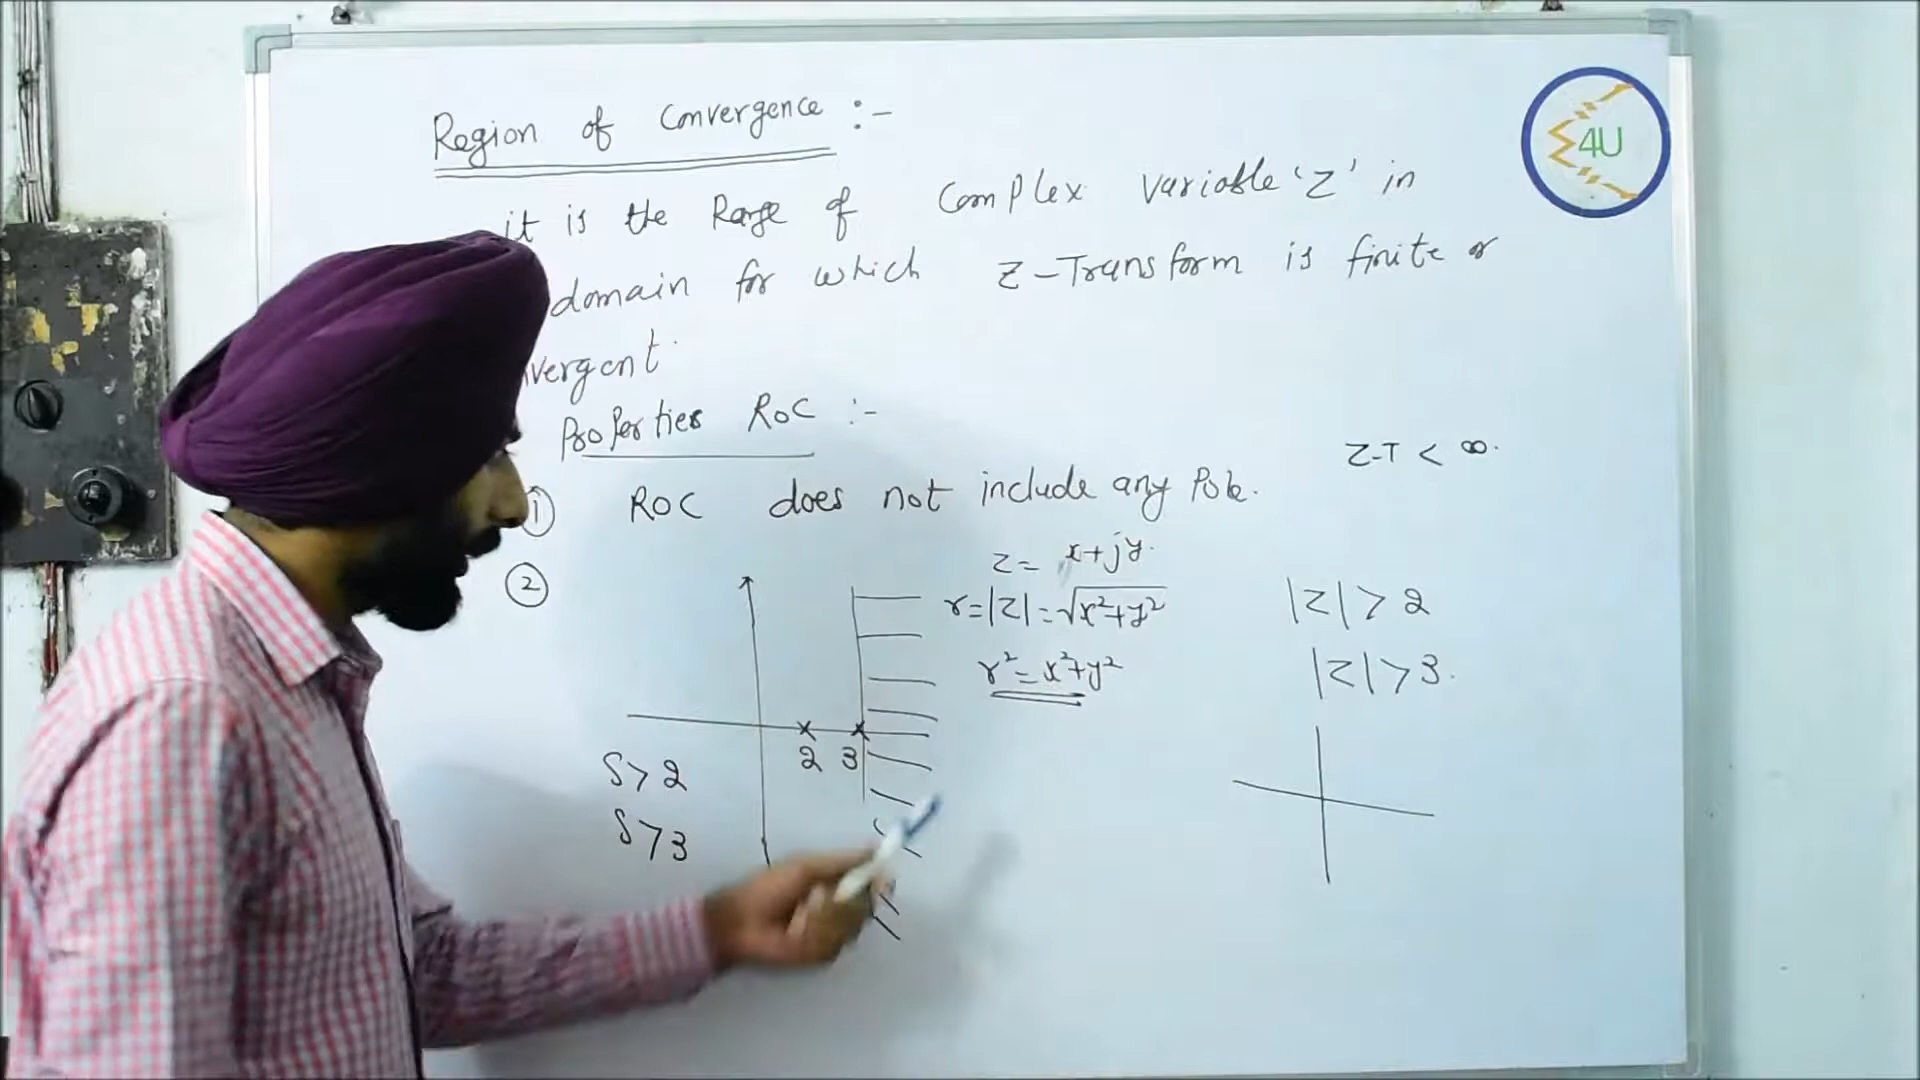 Region of Convergence :-
it is the Range of Complex variable 'Z' in
domain for which Z-Transform is finite or
vergent.
Properties ROC :-
Z-T < ∞.
① ROC does not include any Pole.
②
z = x+jy.
r=|Z|=√x²+y²
r²=x²+y²
|Z|>2
|Z|>3.
2 3
S>2
S>3
4U